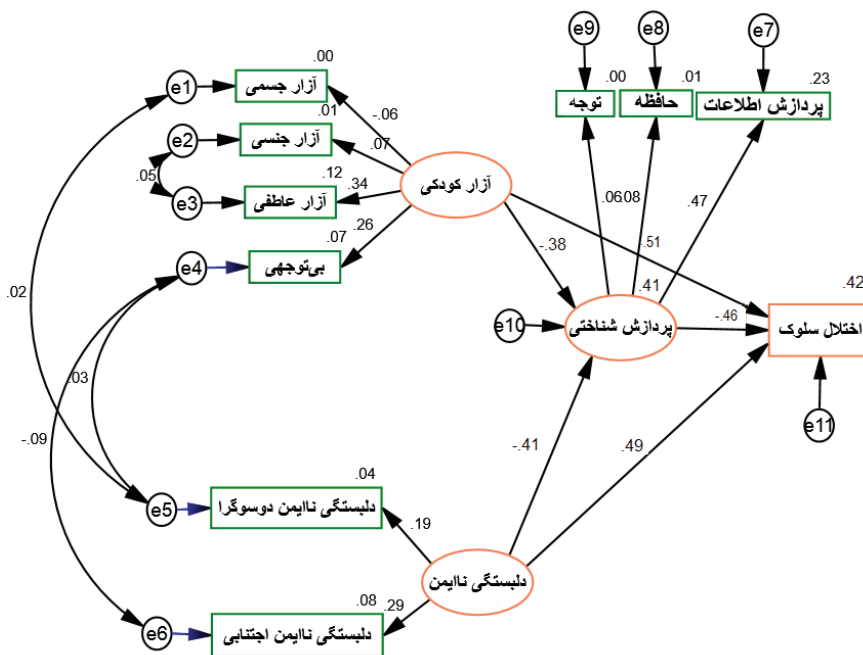 e9
e8
e7
.00
.01
.23
توجه
حافظه
پردازش اطلاعات
.00
e1
آزار جسمی
-.06
.01
e2
آزار جنسی
.07
.05
.12
.34
e3
آزار عاطفی
آزار کودکی
.26
.07
e4
بی‌توجهی
.06
.08
.47
-.38
.51
.41
.42
e10
پردازش شناختی
-.46
اختلال سلوک
e11
.02
.03
-.09
-.41
.49
.04
e5
دلبستگی ناایمن دوسوگرا
.19
دلبستگی ناایمن
.08
.29
e6
دلبستگی ناایمن اجتنابی